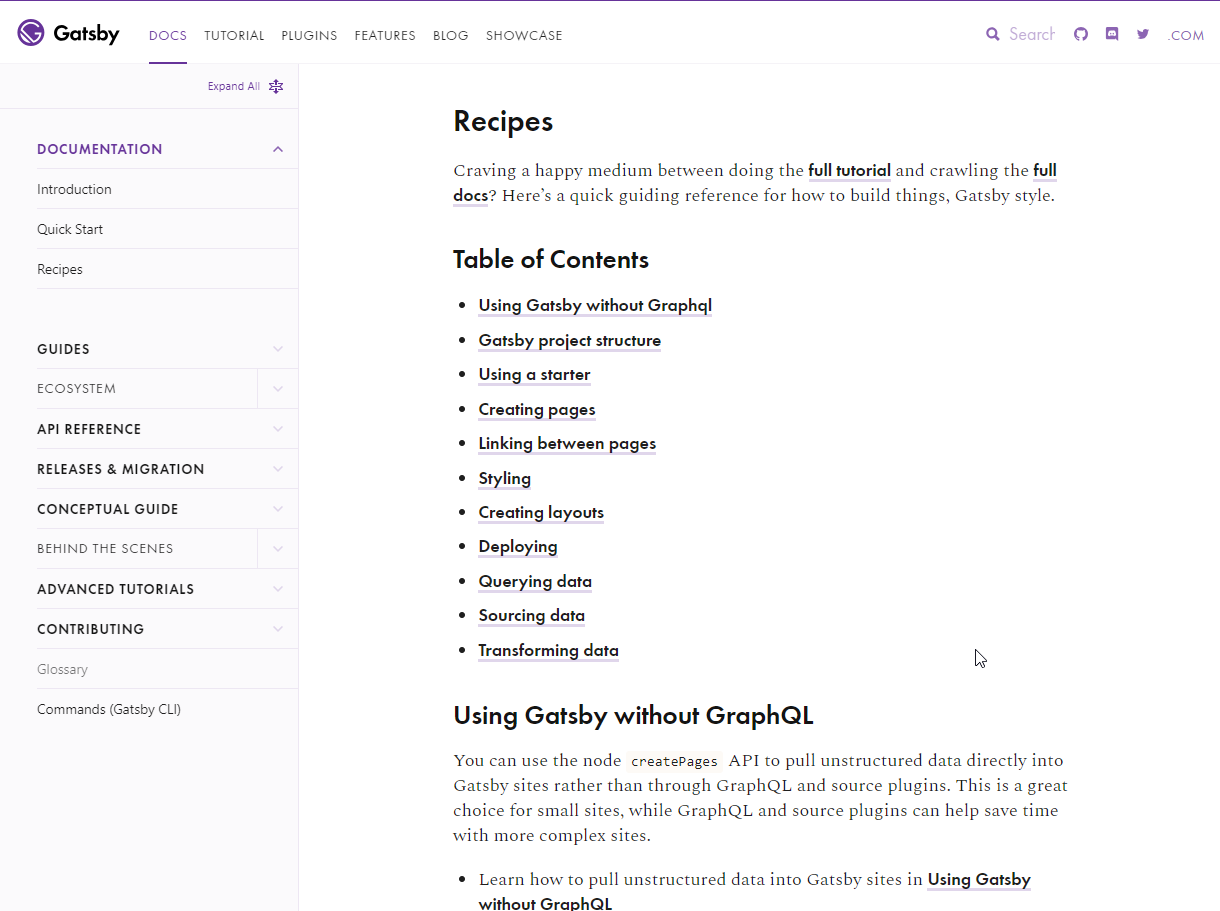 Gatsby
DOCS TUTORIAL PLUGINS FEATURES BLOG SHOWCASE
Search
.COM
Expand All
DOCUMENTATION
Introduction
Quick Start
Recipes
GUIDES
ECOSYSTEM
API REFERENCE
RELEASES & MIGRATION
CONCEPTUAL GUIDE
BEHIND THE SCENES
ADVANCED TUTORIALS
CONTRIBUTING
Glossary
Commands (Gatsby CLI)
Recipes
Craving a happy medium between doing the full tutorial and crawling the full
docs? Here’s a quick guiding reference for how to build things, Gatsby style.
Table of Contents
Using Gatsby without Graphql
Gatsby project structure
Using a starter
Creating pages
Linking between pages
Styling
Creating layouts
Deploying
Querying data
Sourcing data
Transforming data
Using Gatsby without GraphQL
You can use the node createPages API to pull unstructured data directly into
Gatsby sites rather than through GraphQL and source plugins. This is a great
choice for small sites, while GraphQL and source plugins can help save time
with more complex sites.
Learn how to pull unstructured data into Gatsby sites in Using Gatsby
without GraphQL